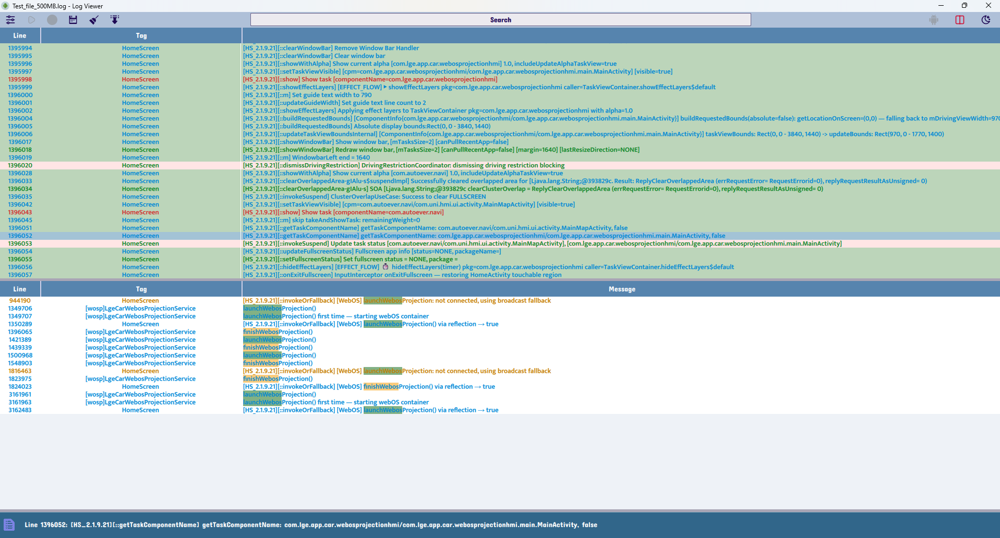 Test_file_500MB.log - Log Viewer
Search
Line Tag
1395994 HomeScreen [HS_2.1.9.21][::clearWindowBar] Remove Window Bar Handler
1395995 HomeScreen [HS_2.1.9.21][::clearWindowBar] Clear window bar
1395996 HomeScreen [HS_2.1.9.21][::showWithAlpha] Show current alpha [com.lge.app.car.webosprojectionhmi] 1.0, includeUpdateAlphaTaskView=true
1395997 HomeScreen [HS_2.1.9.21][::setTaskViewVisible] [cpm=com.lge.app.car.webosprojectionhmi/com.lge.app.car.webosprojectionhmi.main.MainActivity] [visible=true]
1395998 HomeScreen [HS_2.1.9.21][::show] Show task [componentName=com.lge.app.car.webosprojectionhmi]
1395999 HomeScreen [HS_2.1.9.21][::showEffectLayers] [EFFECT_FLOW] ▶ showEffectLayers pkg=com.lge.app.car.webosprojectionhmi caller=TaskViewContainer.showEffectLayers$default
1396000 HomeScreen [HS_2.1.9.21][::m] Set guide text width to 790
1396001 HomeScreen [HS_2.1.9.21][::updateGuideWidth] Set guide text line count to 2
1396002 HomeScreen [HS_2.1.9.21][::showEffectLayers] Applying effect layers to TaskViewContainer pkg=com.lge.app.car.webosprojectionhmi with alpha=1.0
1396004 HomeScreen [HS_2.1.9.21][::buildRequestedBounds] [ComponentInfo{com.lge.app.car.webosprojectionhmi/com.lge.app.car.webosprojectionhmi.main.MainActivity}] buildRequestedBounds(absolute=false): getLocationOnScreen=(0,0) — falling back to mDrivingViewWidth=970
1396005 HomeScreen [HS_2.1.9.21][::buildRequestedBounds] Absolute display bounds:Rect(0, 0 - 3840, 1440)
1396006 HomeScreen [HS_2.1.9.21][::updateTaskViewBoundsInternal] [ComponentInfo{com.lge.app.car.webosprojectionhmi/com.lge.app.car.webosprojectionhmi.main.MainActivity}] taskViewBounds: Rect(0, 0 - 3840, 1440) -> updateBounds: Rect(970, 0 - 1770, 1400)
1396017 HomeScreen [HS_2.1.9.21][::showWindowBar] Show window bar, [mTasksSize=2] [canPullRecentApp=false]
1396018 HomeScreen [HS_2.1.9.21][::showWindowBar] Redraw window bar, [mTasksSize=2] [canPullRecentApp=false] [margin=1640] [lastResizeDirection=NONE]
1396019 HomeScreen [HS_2.1.9.21][::m] WindowbarLeft end = 1640
1396020 HomeScreen [HS_2.1.9.21][::dismissDrivingRestriction] DrivingRestrictionCoordinator: dismissing driving restriction blocking
1396028 HomeScreen [HS_2.1.9.21][::showWithAlpha] Show current alpha [com.autoever.navi] 1.0, includeUpdateAlphaTaskView=true
1396033 HomeScreen [HS_2.1.9.21][::clearOverlappedArea-gIAlu-s$suspendImpl] Successfully cleared overlapped area for [Ljava.lang.String;@393829c. Result: ReplyClearOverlappedArea (errRequestError= RequestErrorid=0}, replyRequestResultAsUnsigned= 0)
1396034 HomeScreen [HS_2.1.9.21][::clearOverlappedArea-gIAlu-s] SOA [Ljava.lang.String;@393829c clearClusterOverlap = ReplyClearOverlappedArea (errRequestError= RequestErrorid=0}, replyRequestResultAsUnsigned= 0)
1396035 HomeScreen [HS_2.1.9.21][::invokeSuspend] ClusterOverlapUseCase: Success to clear FULLSCREEN
1396042 HomeScreen [HS_2.1.9.21][::setTaskViewVisible] [cpm=com.autoever.navi/com.uni.hmi.ui.activity.MainMapActivity] [visible=true]
1396043 HomeScreen [HS_2.1.9.21][::show] Show task [componentName=com.autoever.navi]
1396045 HomeScreen [HS_2.1.9.21][::m] skip takeAndShowTask: remainingWeight=0
1396051 HomeScreen [HS_2.1.9.21][::getTaskComponentName] getTaskComponentName: com.autoever.navi/com.uni.hmi.ui.activity.MainMapActivity, false
1396052 HomeScreen [HS_2.1.9.21][::getTaskComponentName] getTaskComponentName: com.lge.app.car.webosprojectionhmi/com.lge.app.car.webosprojectionhmi.main.MainActivity, false
1396053 HomeScreen [HS_2.1.9.21][::invokeSuspend] Update task status [com.autoever.navi/com.uni.hmi.ui.activity.MainMapActivity], [com.lge.app.car.webosprojectionhmi/com.lge.app.car.webosprojectionhmi.main.MainActivity]
1396054 HomeScreen [HS_2.1.9.21][::updateFullscreenStatus] Fullscreen app info [status=NONE, packageName=]
1396055 HomeScreen [HS_2.1.9.21][::setFullscreenStatus] Set fullscreen status = NONE, package =
1396056 HomeScreen [HS_2.1.9.21][::hideEffectLayers] [EFFECT_FLOW] ⏱ hideEffectLayers(timer) pkg=com.lge.app.car.webosprojectionhmi caller=TaskViewContainer.hideEffectLayers$default
1396057 HomeScreen [HS_2.1.9.21][::onExitFullscreen] InputInterceptor onExitFullscreen — restoring HomeActivity touchable region
Line Tag Message
944190 HomeScreen [HS_2.1.9.21][::invokeOrFallback] [WebOS] launchWebosProjection: not connected, using broadcast fallback
1349706 [wosp]LgeCarWebosProjectionService launchWebosProjection()
1349707 [wosp]LgeCarWebosProjectionService launchWebosProjection() first time — starting webOS container
1350289 HomeScreen [HS_2.1.9.21][::invokeOrFallback] [WebOS] launchWebosProjection() via reflection → true
1396065 [wosp]LgeCarWebosProjectionService finishWebosProjection()
1421389 [wosp]LgeCarWebosProjectionService launchWebosProjection()
1439339 [wosp]LgeCarWebosProjectionService finishWebosProjection()
1500968 [wosp]LgeCarWebosProjectionService launchWebosProjection()
1548903 [wosp]LgeCarWebosProjectionService finishWebosProjection()
1816463 HomeScreen [HS_2.1.9.21][::invokeOrFallback] [WebOS] launchWebosProjection: not connected, using broadcast fallback
1823975 [wosp]LgeCarWebosProjectionService finishWebosProjection()
1824023 HomeScreen [HS_2.1.9.21][::invokeOrFallback] [WebOS] finishWebosProjection() via reflection → true
3161961 [wosp]LgeCarWebosProjectionService launchWebosProjection()
3161963 [wosp]LgeCarWebosProjectionService launchWebosProjection() first time — starting webOS container
3162483 HomeScreen [HS_2.1.9.21][::invokeOrFallback] [WebOS] launchWebosProjection() via reflection → true
Line 1396052: [HS_2.1.9.21][::getTaskComponentName] getTaskComponentName: com.lge.app.car.webosprojectionhmi/com.lge.app.car.webosprojectionhmi.main.MainActivity, false